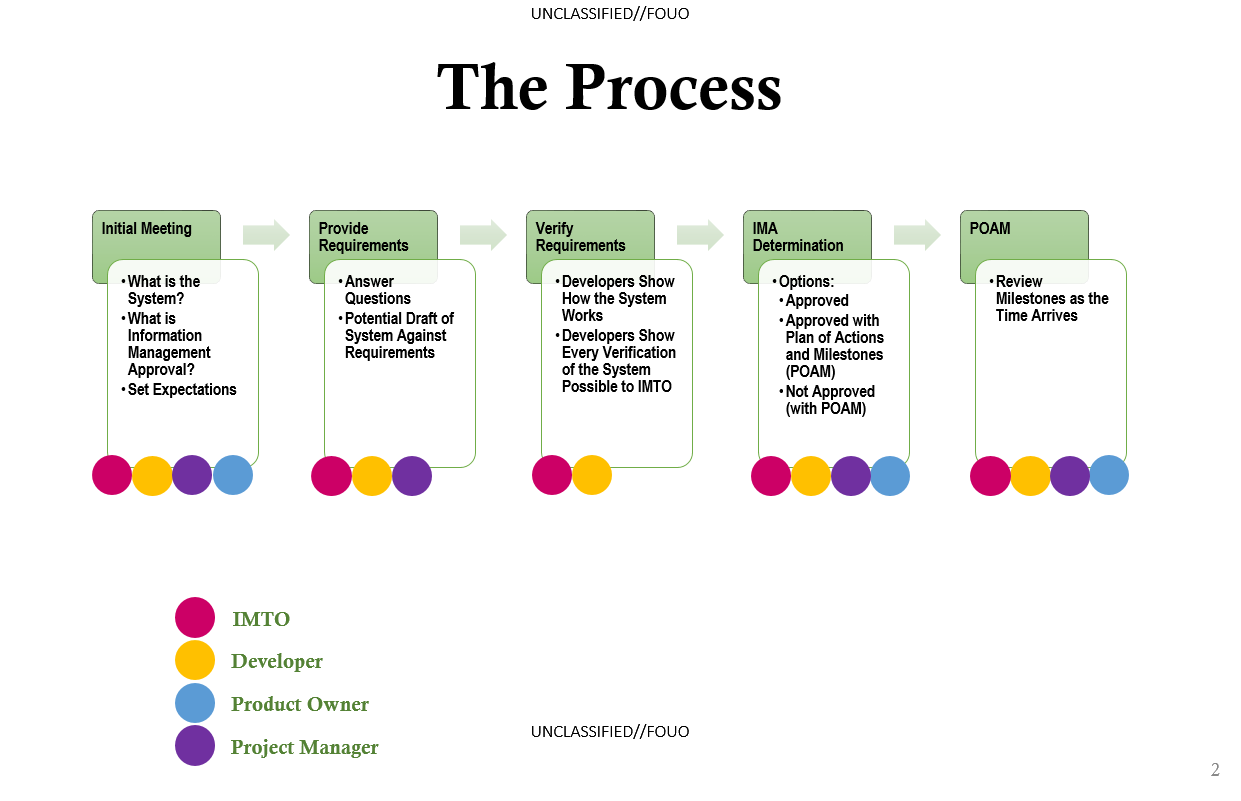 UNCLASSIFIED//FOUO
The Process
Initial Meeting
•What is the
System?
•What is
Information
Management
Approval?
•Set Expectations
Provide
Requirements
•Answer
Questions
•Potential Draft of
System Against
Requirements
Verify
Requirements
•Developers Show
How the System
Works
•Developers Show
Every Verification
of the System
Possible to IMTO
IMA
Determination
•Options:
•Approved
•Approved with
Plan of Actions
and Milestones
(POAM)
•Not Approved
(with POAM)
POAM
•Review
Milestones as the
Time Arrives
IMTO
Developer
Product Owner
Project Manager
UNCLASSIFIED//FOUO
2